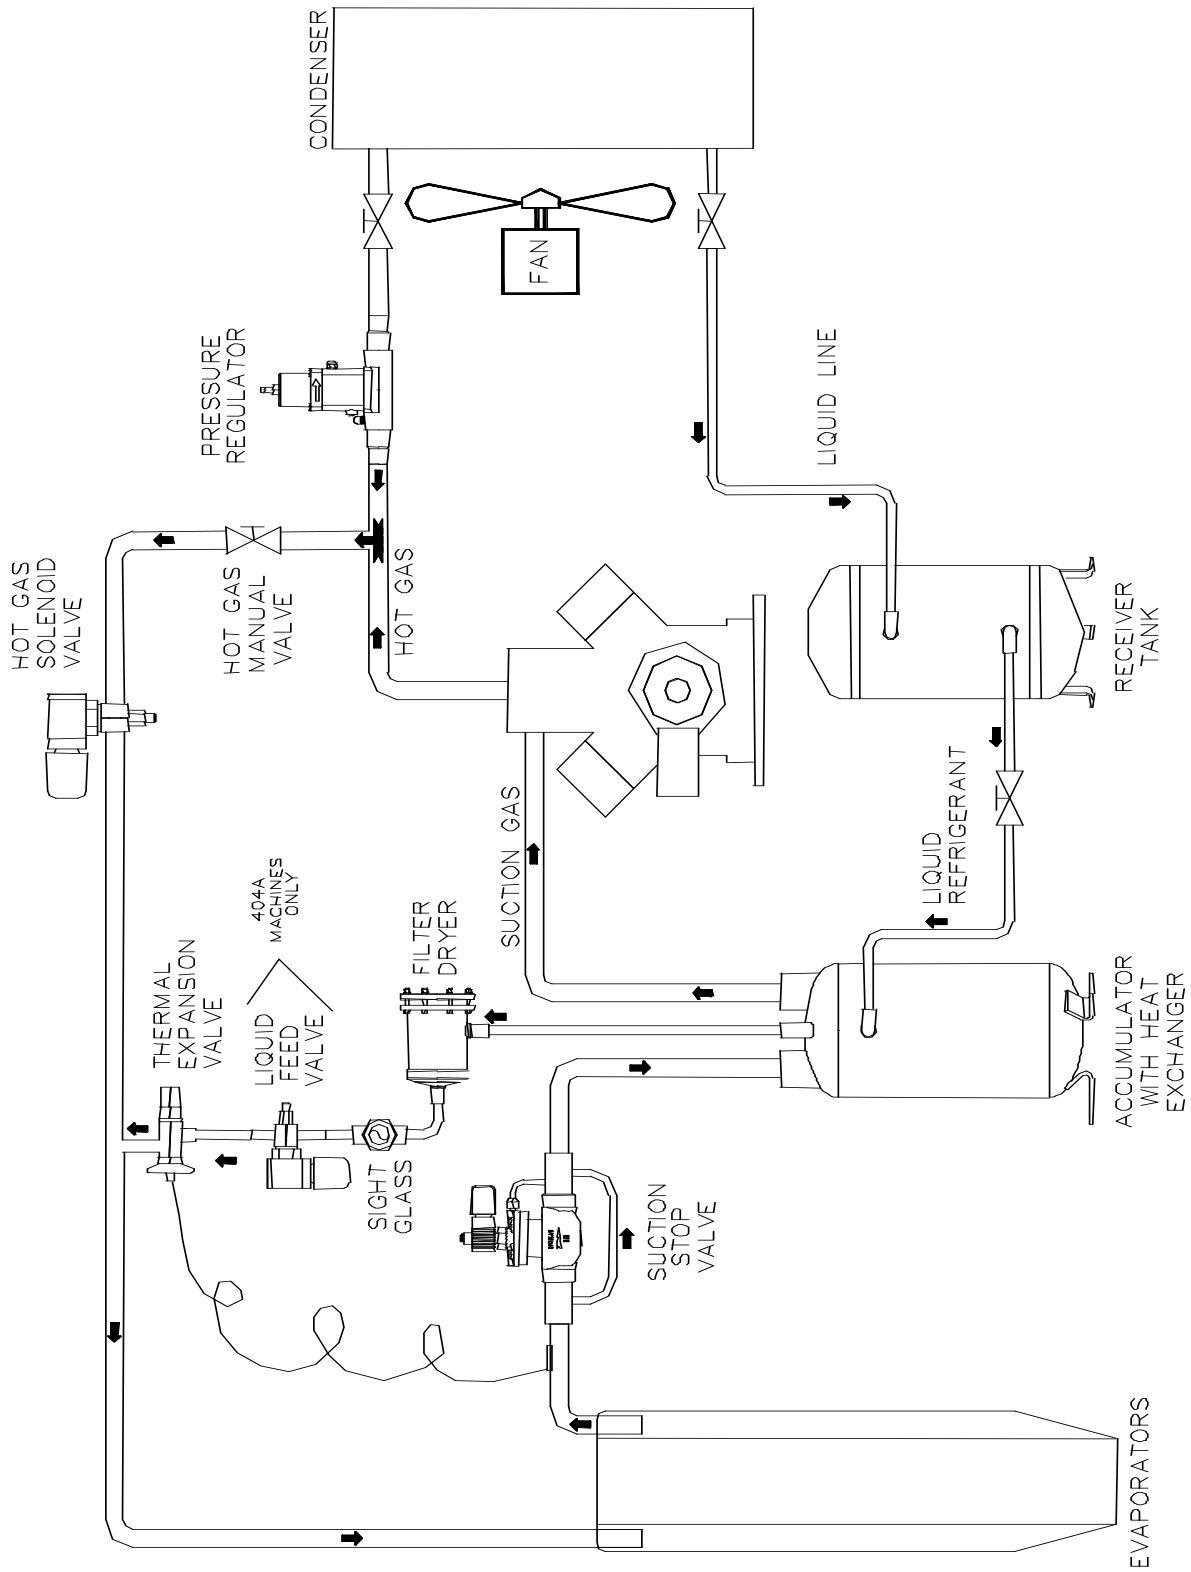 HOT GAS
SOLENOID
VALVE
THERMAL
EXPANSION
VALVE
PRESSURE
REGULATOR
HOT GAS
MANUAL
VALVE
LIQUID
FEED
VALVE
404A
MACHINES
ONLY
CONDENSER
SIGHT
GLASS
HOT GAS
FILTER
DRYER
SUCTION GAS
FAN
SUCTION
STOP
VALVE
LIQUID LINE
LIQUID
REFRIGERANT
RECEIVER
TANK
ACCUMULATOR
WITH HEAT
EXCHANGER
EVAPORATORS